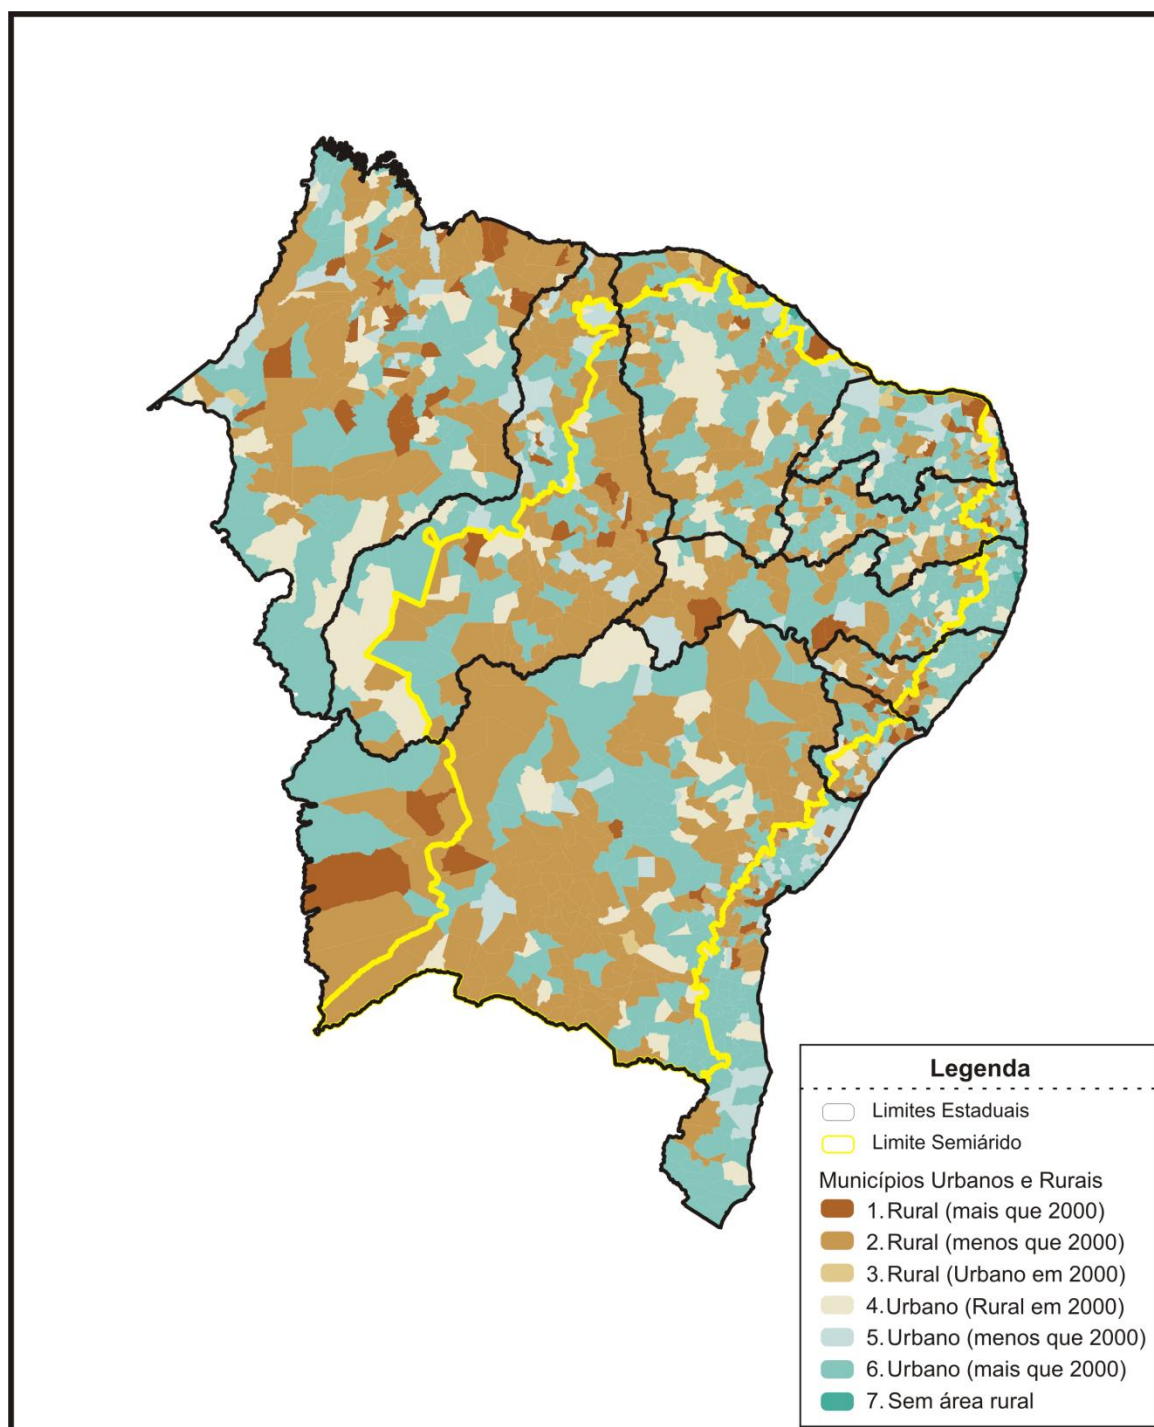 Legenda
Limites Estaduais
Limite Semiárido
Municípios Urbanos e Rurais
1. Rural (mais que 2000)
2. Rural (menos que 2000)
3. Rural (Urbano em 2000)
4. Urbano (Rural em 2000)
5. Urbano (menos que 2000)
6. Urbano (mais que 2000)
7. Sem área rural